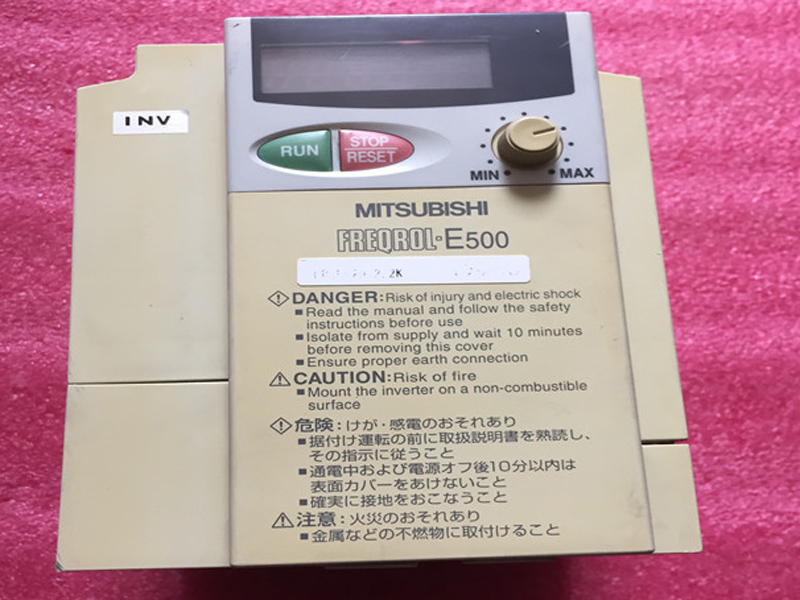 INV
RUN
STOP
RESET
MIN
MAX
MITSUBISHI
FREQROL-E500
2K
DANGER: Risk of injury and electric shock
■ Read the manual and follow the safety
instructions before use
■ Isolate from supply and wait 10 minutes
before removing this cover
■ Ensure proper earth connection
CAUTION: Risk of fire
■ Mount the inverter on a non-combustible
surface
危険：けが・感電のおそれあり
■ 据付け運転の前に取扱説明書を熟読し、
その指示に従うこと
■ 通電中および電源オフ後10分以内は
表面カバーをあけないこと
■ 確実に接地をおこなうこと
注意：火災のおそれあり
■ 金属などの不燃物に取付けること